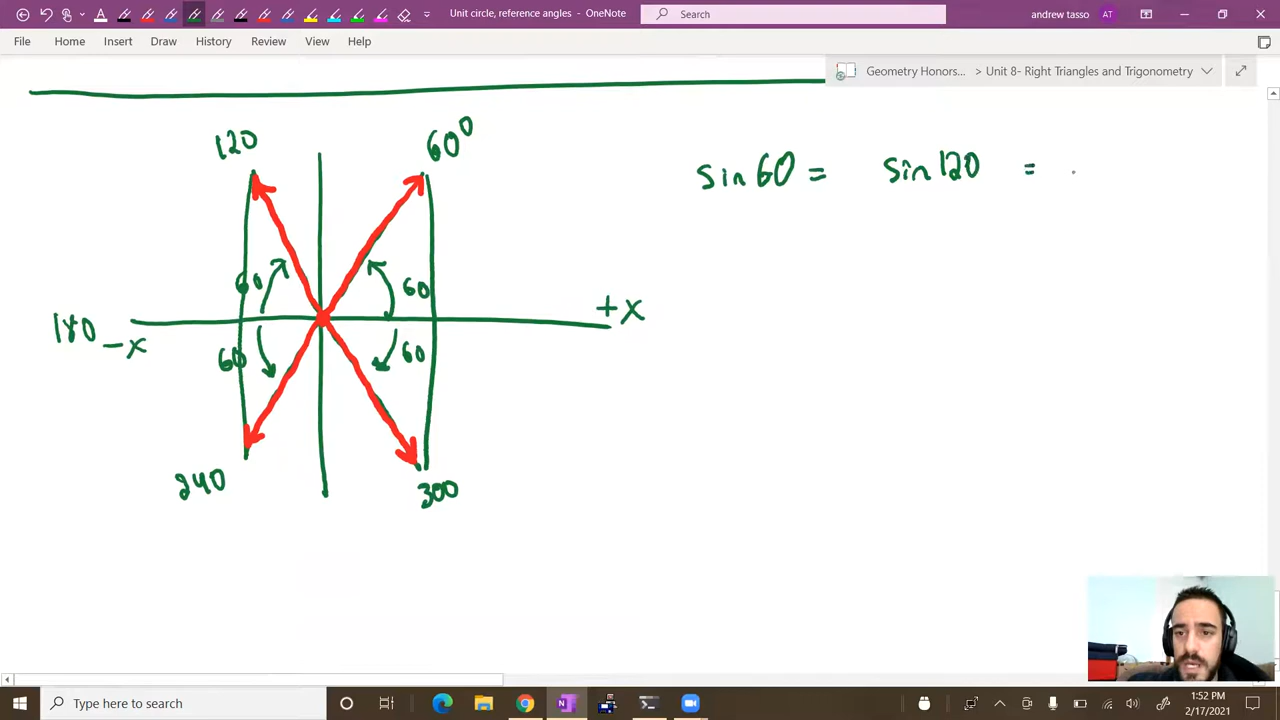 Unit circle, reference angles - OneNote
Search
andrew tasso
AT
File Home Insert Draw History Review View Help
Geometry Honors... > Unit 8- Right Triangles and Trigonometry
120
60°
sin 60 = sin 120 =
60
60
+x
180
-x
60
60
240
300
Type here to search
1:52 PM
2/17/2021